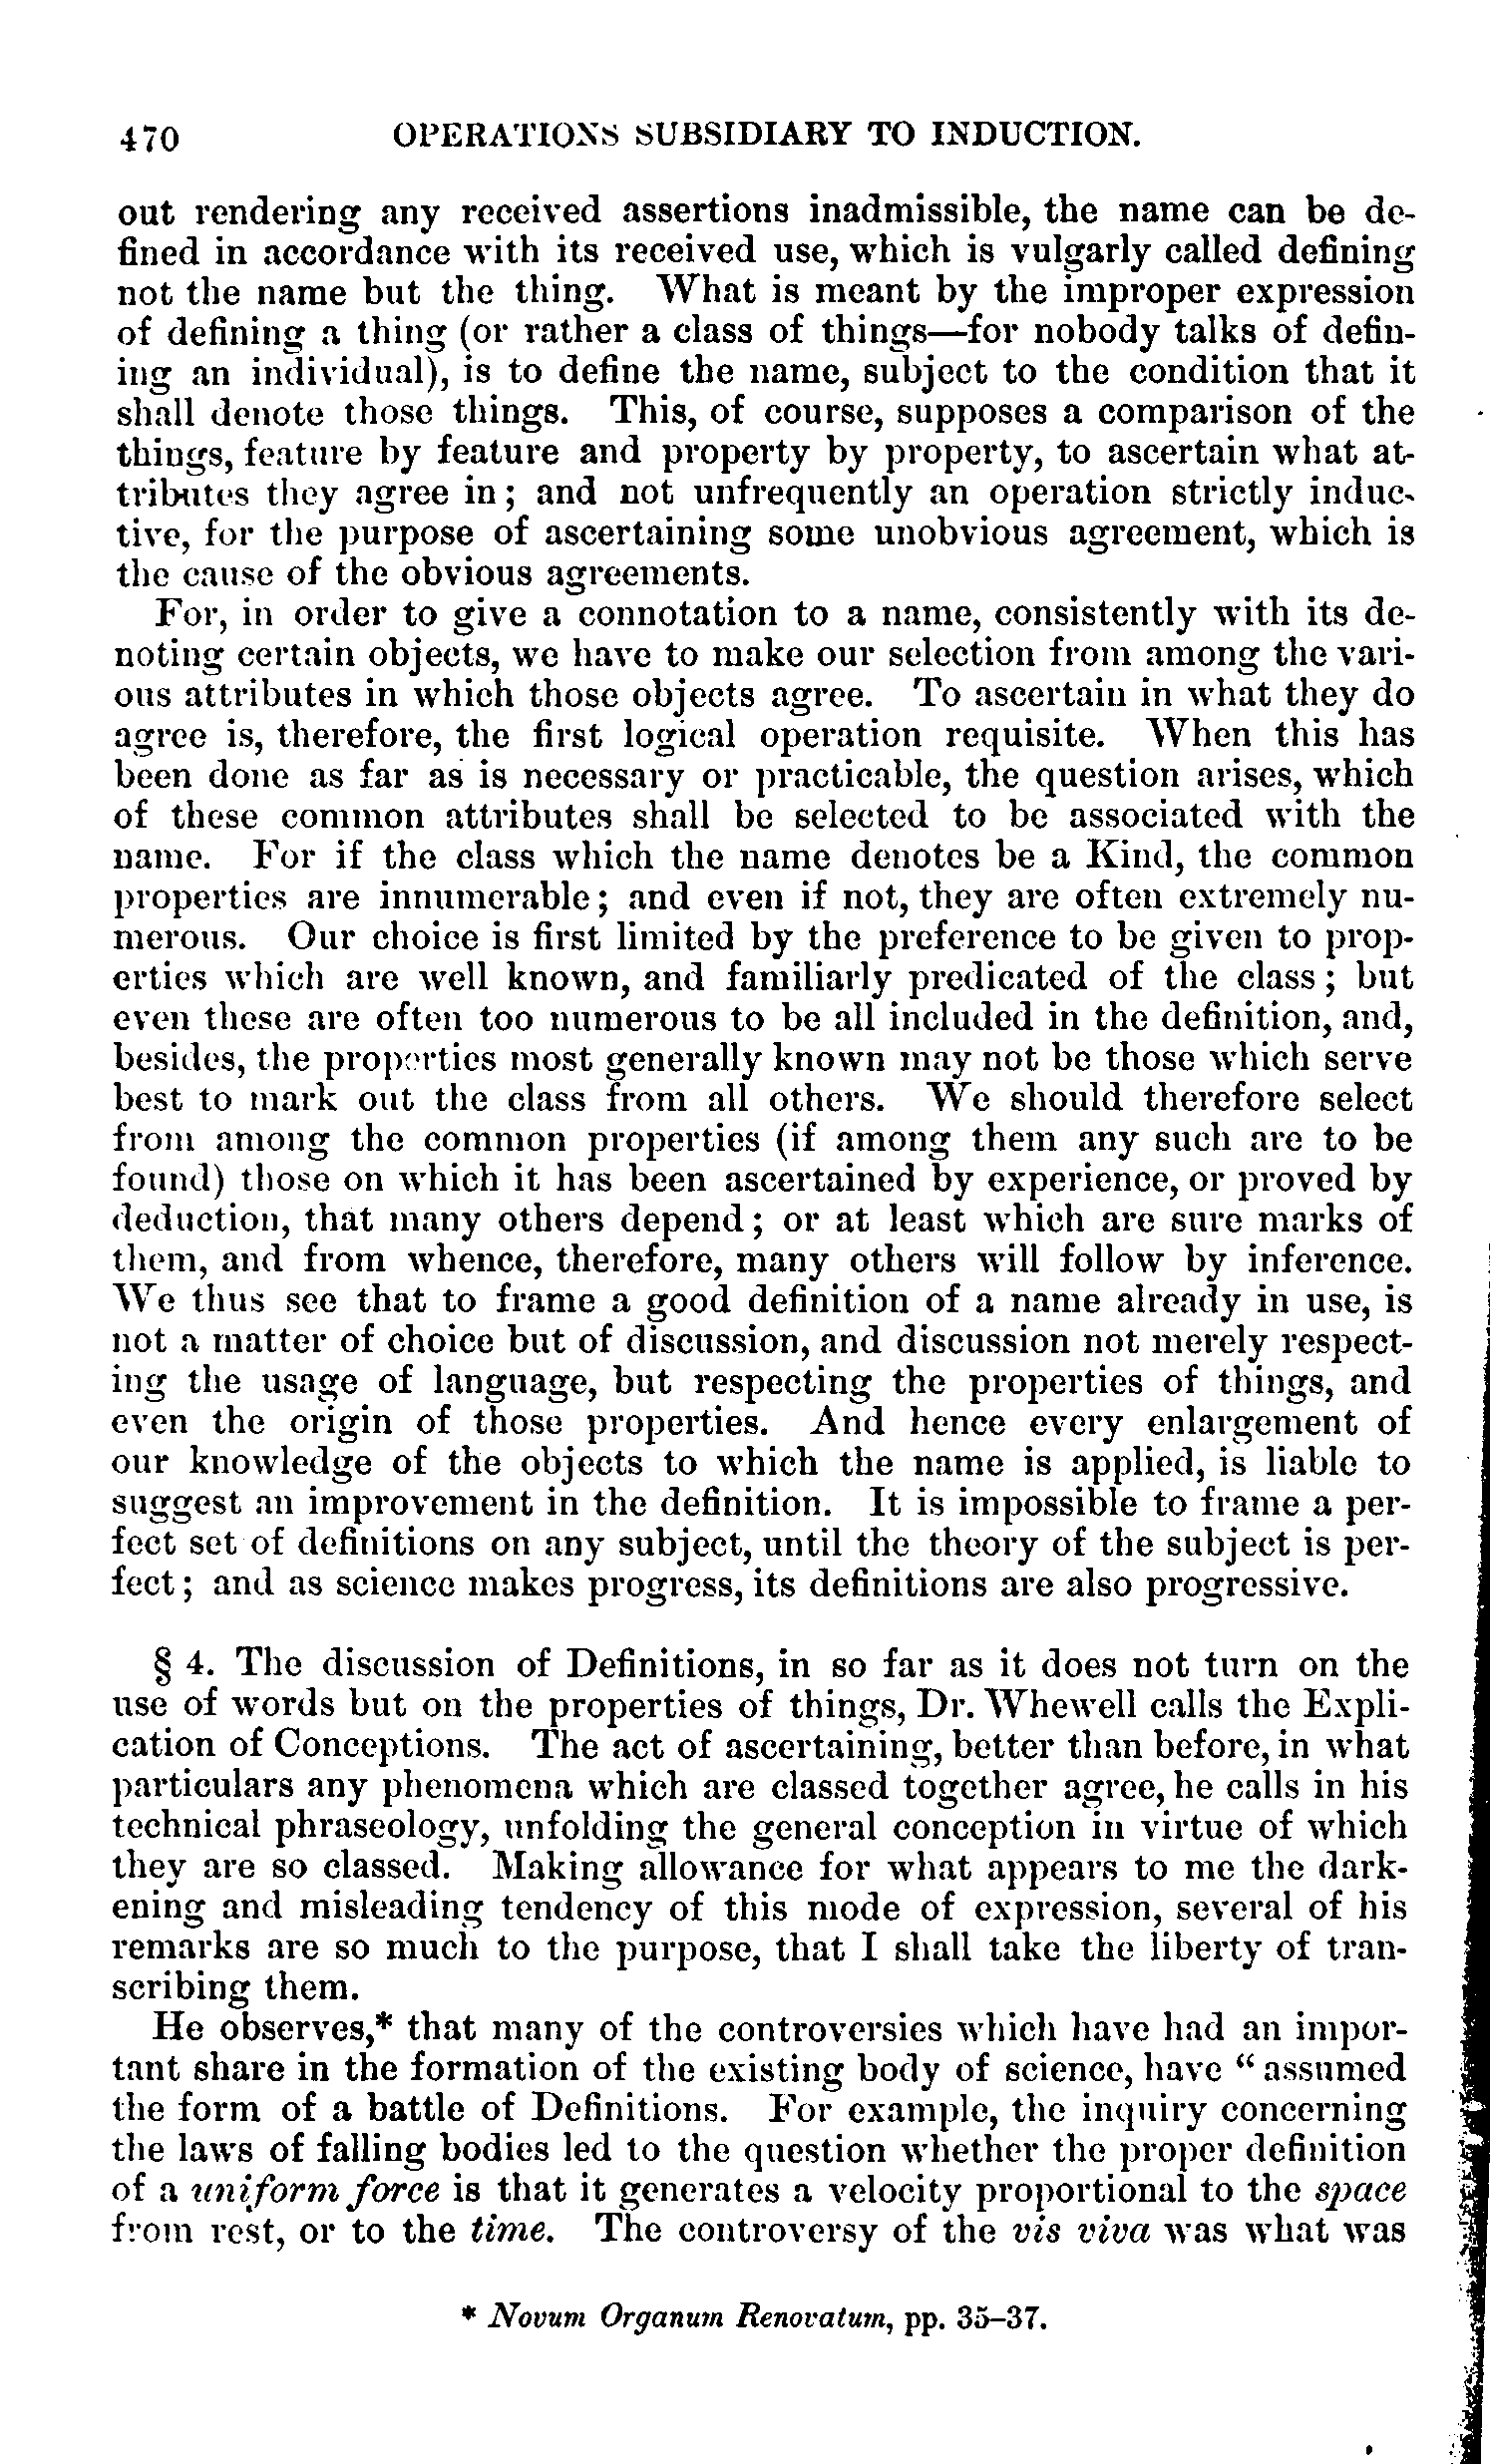 470 OPERATIONS SUBSIDIARY TO INDUCTION.
out rendering any received assertions inadmissible, the name can be de-
fined in accordance with its received use, which is vulgarly called defining
not the name but the thing. What is meant by the improper expression
of defining a thing (or rather a class of things—for nobody talks of defin-
ing an individual), is to define the name, subject to the condition that it
shall denote those things. This, of course, supposes a comparison of the
things, feature by feature and property by property, to ascertain what at-
tributes they agree in; and not unfrequently an operation strictly induc-
tive, for the purpose of ascertaining some unobvious agreement, which is
the cause of the obvious agreements.
For, in order to give a connotation to a name, consistently with its de-
noting certain objects, we have to make our selection from among the vari-
ous attributes in which those objects agree. To ascertain in what they do
agree is, therefore, the first logical operation requisite. When this has
been done as far as is necessary or practicable, the question arises, which
of these common attributes shall be selected to be associated with the
name. For if the class which the name denotes be a Kind, the common
properties are innumerable; and even if not, they are often extremely nu-
merous. Our choice is first limited by the preference to be given to prop-
erties which are well known, and familiarly predicated of the class; but
even these are often too numerous to be all included in the definition, and,
besides, the properties most generally known may not be those which serve
best to mark out the class from all others. We should therefore select
from among the common properties (if among them any such are to be
found) those on which it has been ascertained by experience, or proved by
deduction, that many others depend; or at least which are sure marks of
them, and from whence, therefore, many others will follow by inference.
We thus see that to frame a good definition of a name already in use, is
not a matter of choice but of discussion, and discussion not merely respect-
ing the usage of language, but respecting the properties of things, and
even the origin of those properties. And hence every enlargement of
our knowledge of the objects to which the name is applied, is liable to
suggest an improvement in the definition. It is impossible to frame a per-
fect set of definitions on any subject, until the theory of the subject is per-
fect; and as science makes progress, its definitions are also progressive.
§ 4. The discussion of Definitions, in so far as it does not turn on the
use of words but on the properties of things, Dr. Whewell calls the Expli-
cation of Conceptions. The act of ascertaining, better than before, in what
particulars any phenomena which are classed together agree, he calls in his
technical phraseology, unfolding the general conception in virtue of which
they are so classed. Making allowance for what appears to me the dark-
ening and misleading tendency of this mode of expression, several of his
remarks are so much to the purpose, that I shall take the liberty of tran-
scribing them.
He observes,* that many of the controversies which have had an impor-
tant share in the formation of the existing body of science, have "assumed
the form of a battle of Definitions. For example, the inquiry concerning
the laws of falling bodies led to the question whether the proper definition
of a uniform force is that it generates a velocity proportional to the space
from rest, or to the time. The controversy of the vis viva was what was
* Novum Organum Renovatum, pp. 35–37.